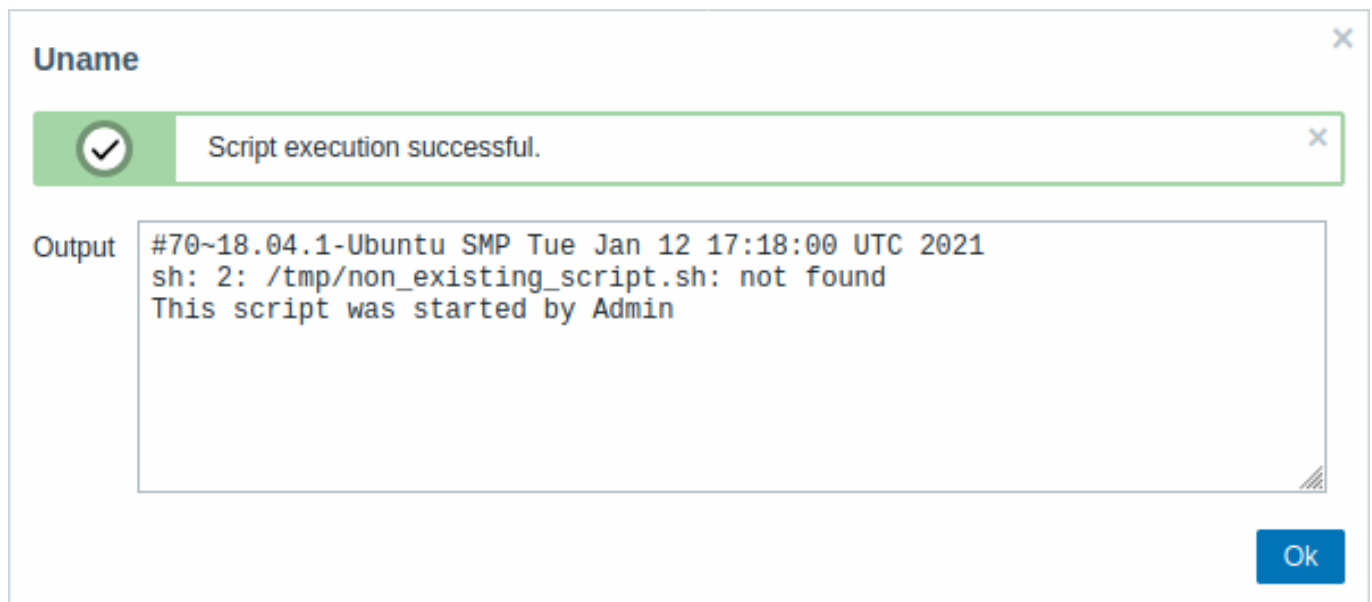 Uname
Script execution successful.
Output
#70~18.04.1-Ubuntu SMP Tue Jan 12 17:18:00 UTC 2021
sh: 2: /tmp/non_existing_script.sh: not found
This script was started by Admin
Ok